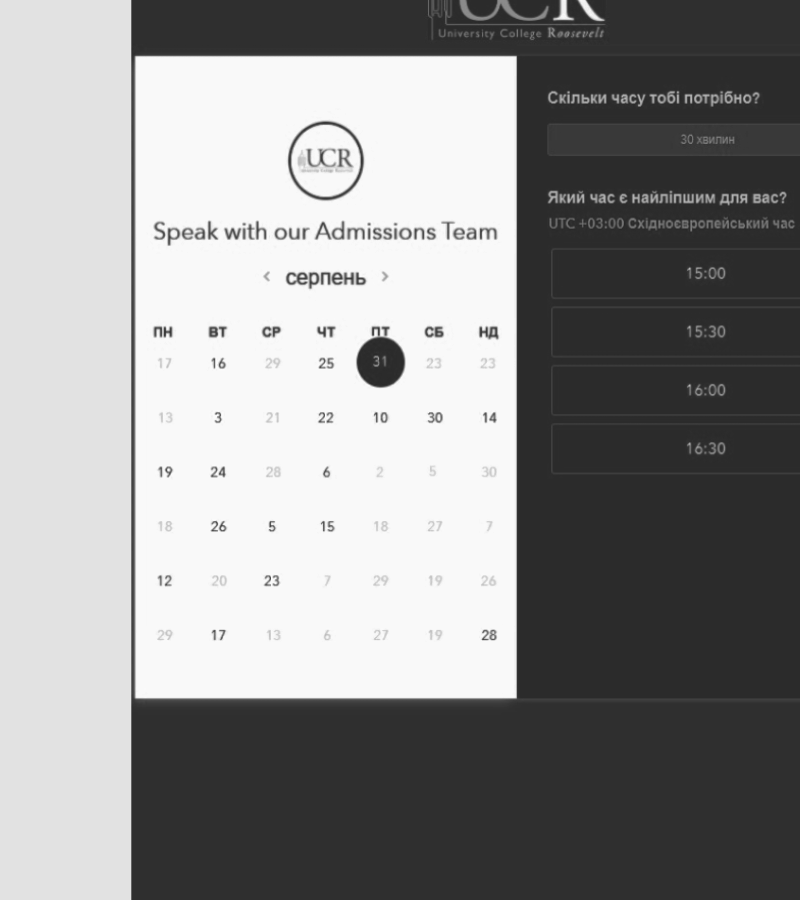 UCR
University College Roosevelt
UCR
Speak with our Admissions Team
< серпень >
ПН ВТ СР ЧТ ПТ СБ НД
17 16 29 25 31 23 23
13 3 21 22 10 30 14
19 24 28 6 2 5 30
18 26 5 15 18 27 7
12 20 23 7 29 19 26
29 17 13 6 27 19 28
Скільки часу тобі потрібно?
30 хвилин
Який час є найліпшим для вас?
UTC +03:00 Східноєвропейський час
15:00
15:30
16:00
16:30